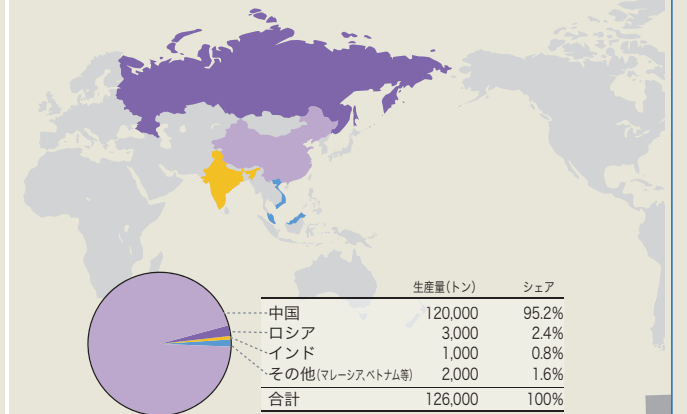 生産量(トン) シェア
中国 120,000 95.2%
ロシア 3,000 2.4%
インド 1,000 0.8%
その他(マレーシア、ベトナム等) 2,000 1.6%
合計 126,000 100%